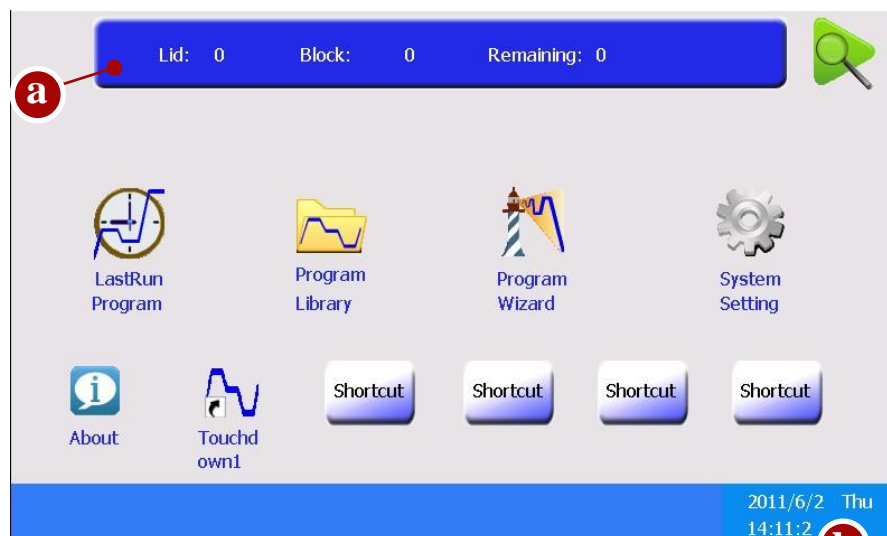 Lid: 0 Block: 0 Remaining: 0
a
LastRun
Program
Program
Library
Program
Wizard
System
Setting
Shortcut
Shortcut
Shortcut
Shortcut
About
Touchd
own1
2011/6/2 Thu
14:11:2